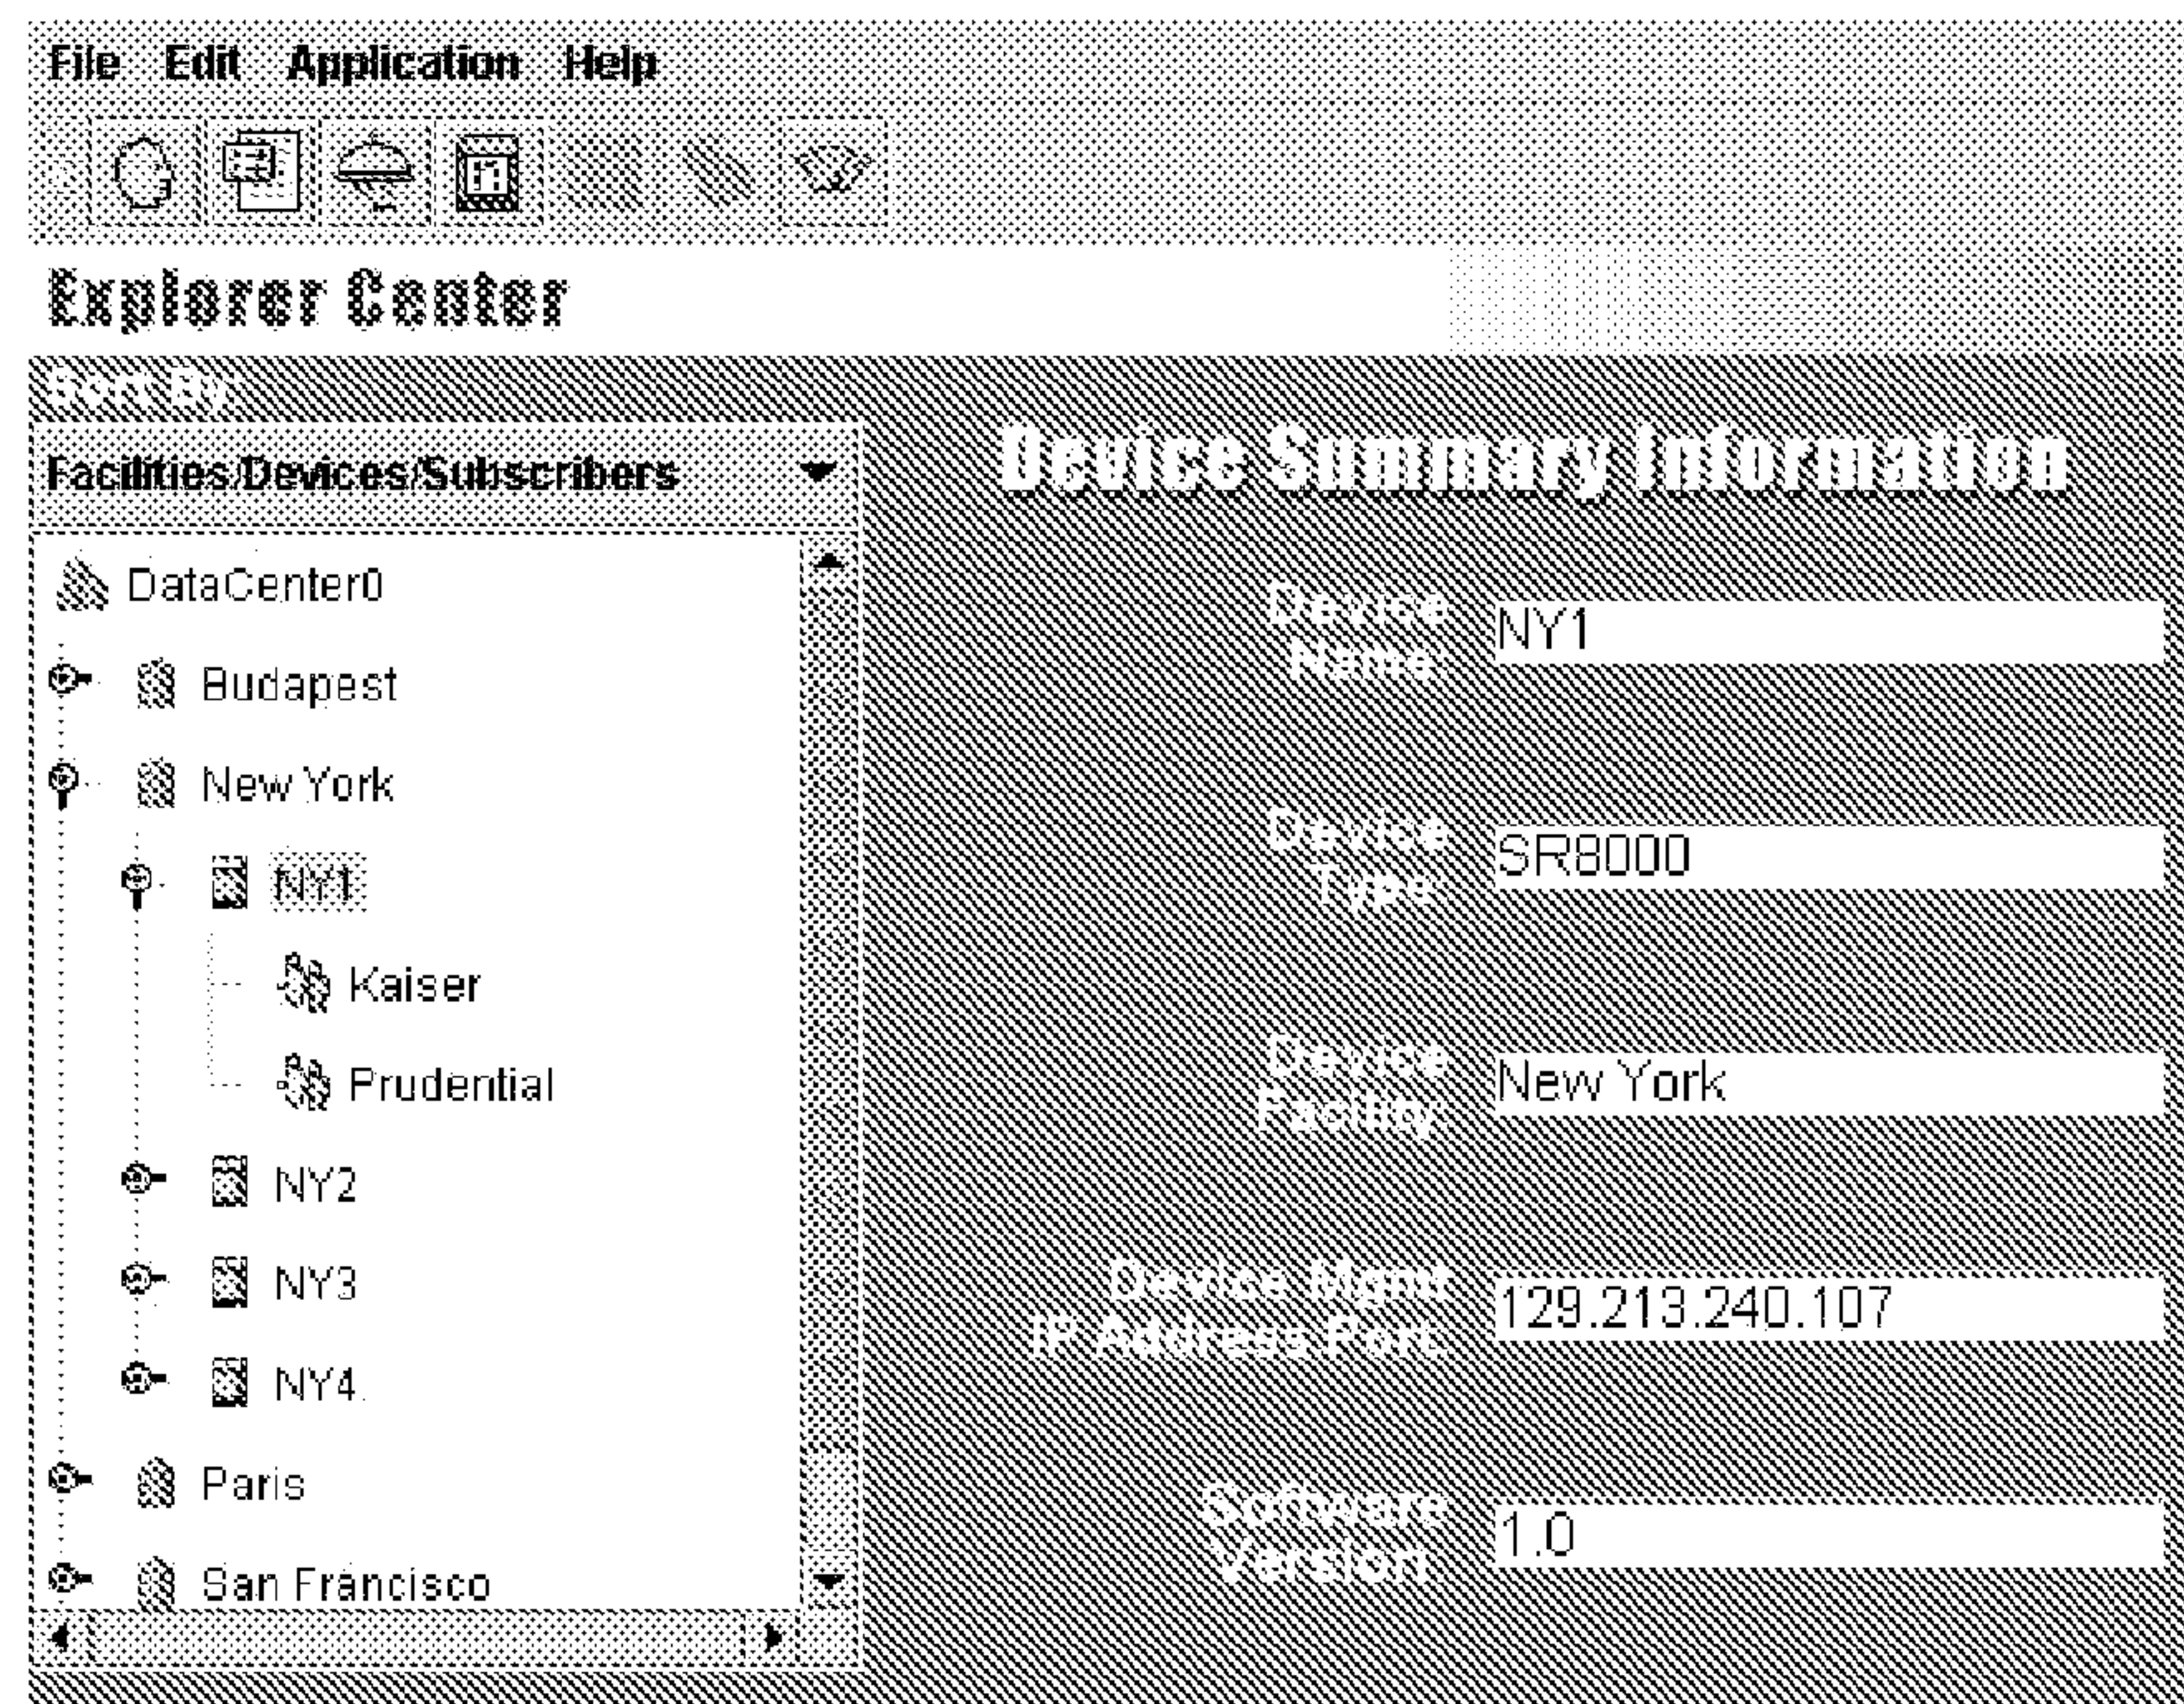 File Edit Application Help
Explorer Center
Sort By:
Facilities/Devices/Subscribers
DataCenter0
Budapest
New York
NY1
Kaiser
Prudential
NY2
NY3
NY4
Paris
San Francisco
Device Summary Information
Device
Name:
NY1
Device
Type:
SR8000
Device
Facility:
New York
Device Mgmt
IP Address.Port:
129.213.240.107
Software
Version:
1.0